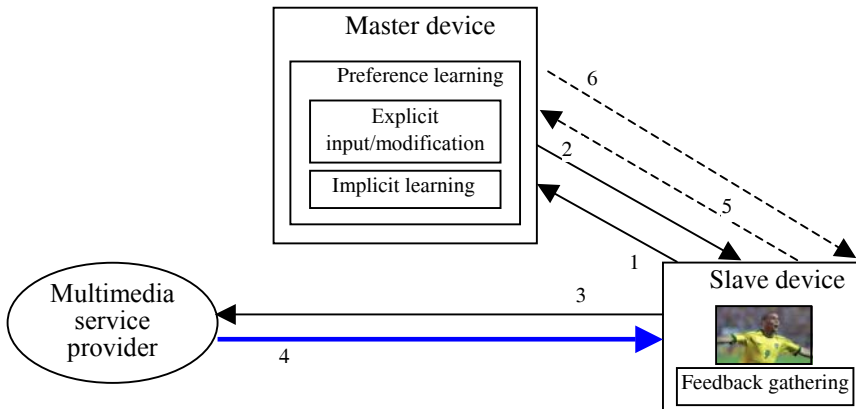 Master device
Preference learning
Explicit
input/modification
Implicit learning
6
2
5
1
Slave device
Multimedia
service
provider
3
4
Feedback gathering